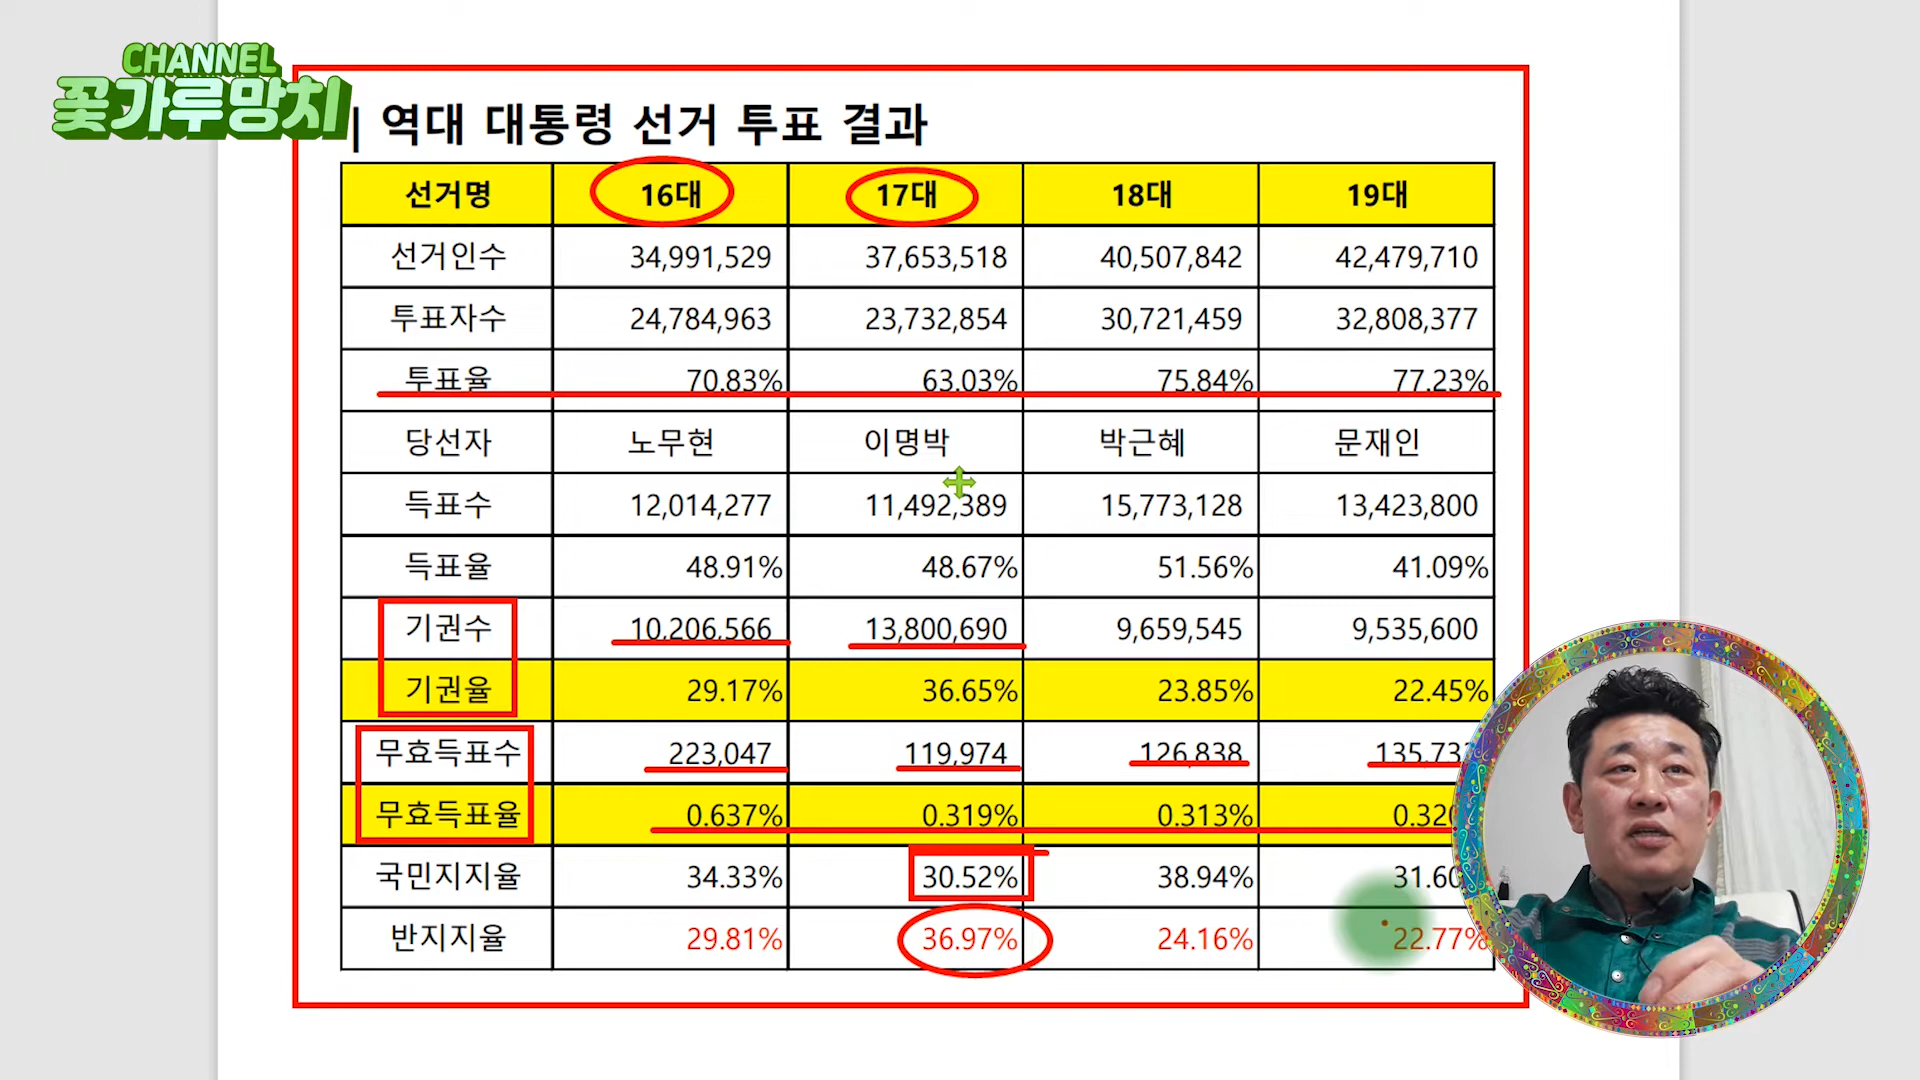 CHANNEL
꽃가루망치
| 역대 대통령 선거 투표 결과
선거명 16대 17대 18대 19대
선거인수 34,991,529 37,653,518 40,507,842 42,479,710
투표자수 24,784,963 23,732,854 30,721,459 32,808,377
투표율 70.83% 63.03% 75.84% 77.23%
당선자 노무현 이명박 박근혜 문재인
득표수 12,014,277 11,492,389 15,773,128 13,423,800
득표율 48.91% 48.67% 51.56% 41.09%
기권수 10,206,566 13,800,690 9,659,545 9,535,600
기권율 29.17% 36.65% 23.85% 22.45%
무효득표수 223,047 119,974 126,838
무효득표율 0.637% 0.319% 0.313%
국민지지율 34.33% 30.52% 38.94%
반지지율 29.81% 36.97% 24.16% 22.77%